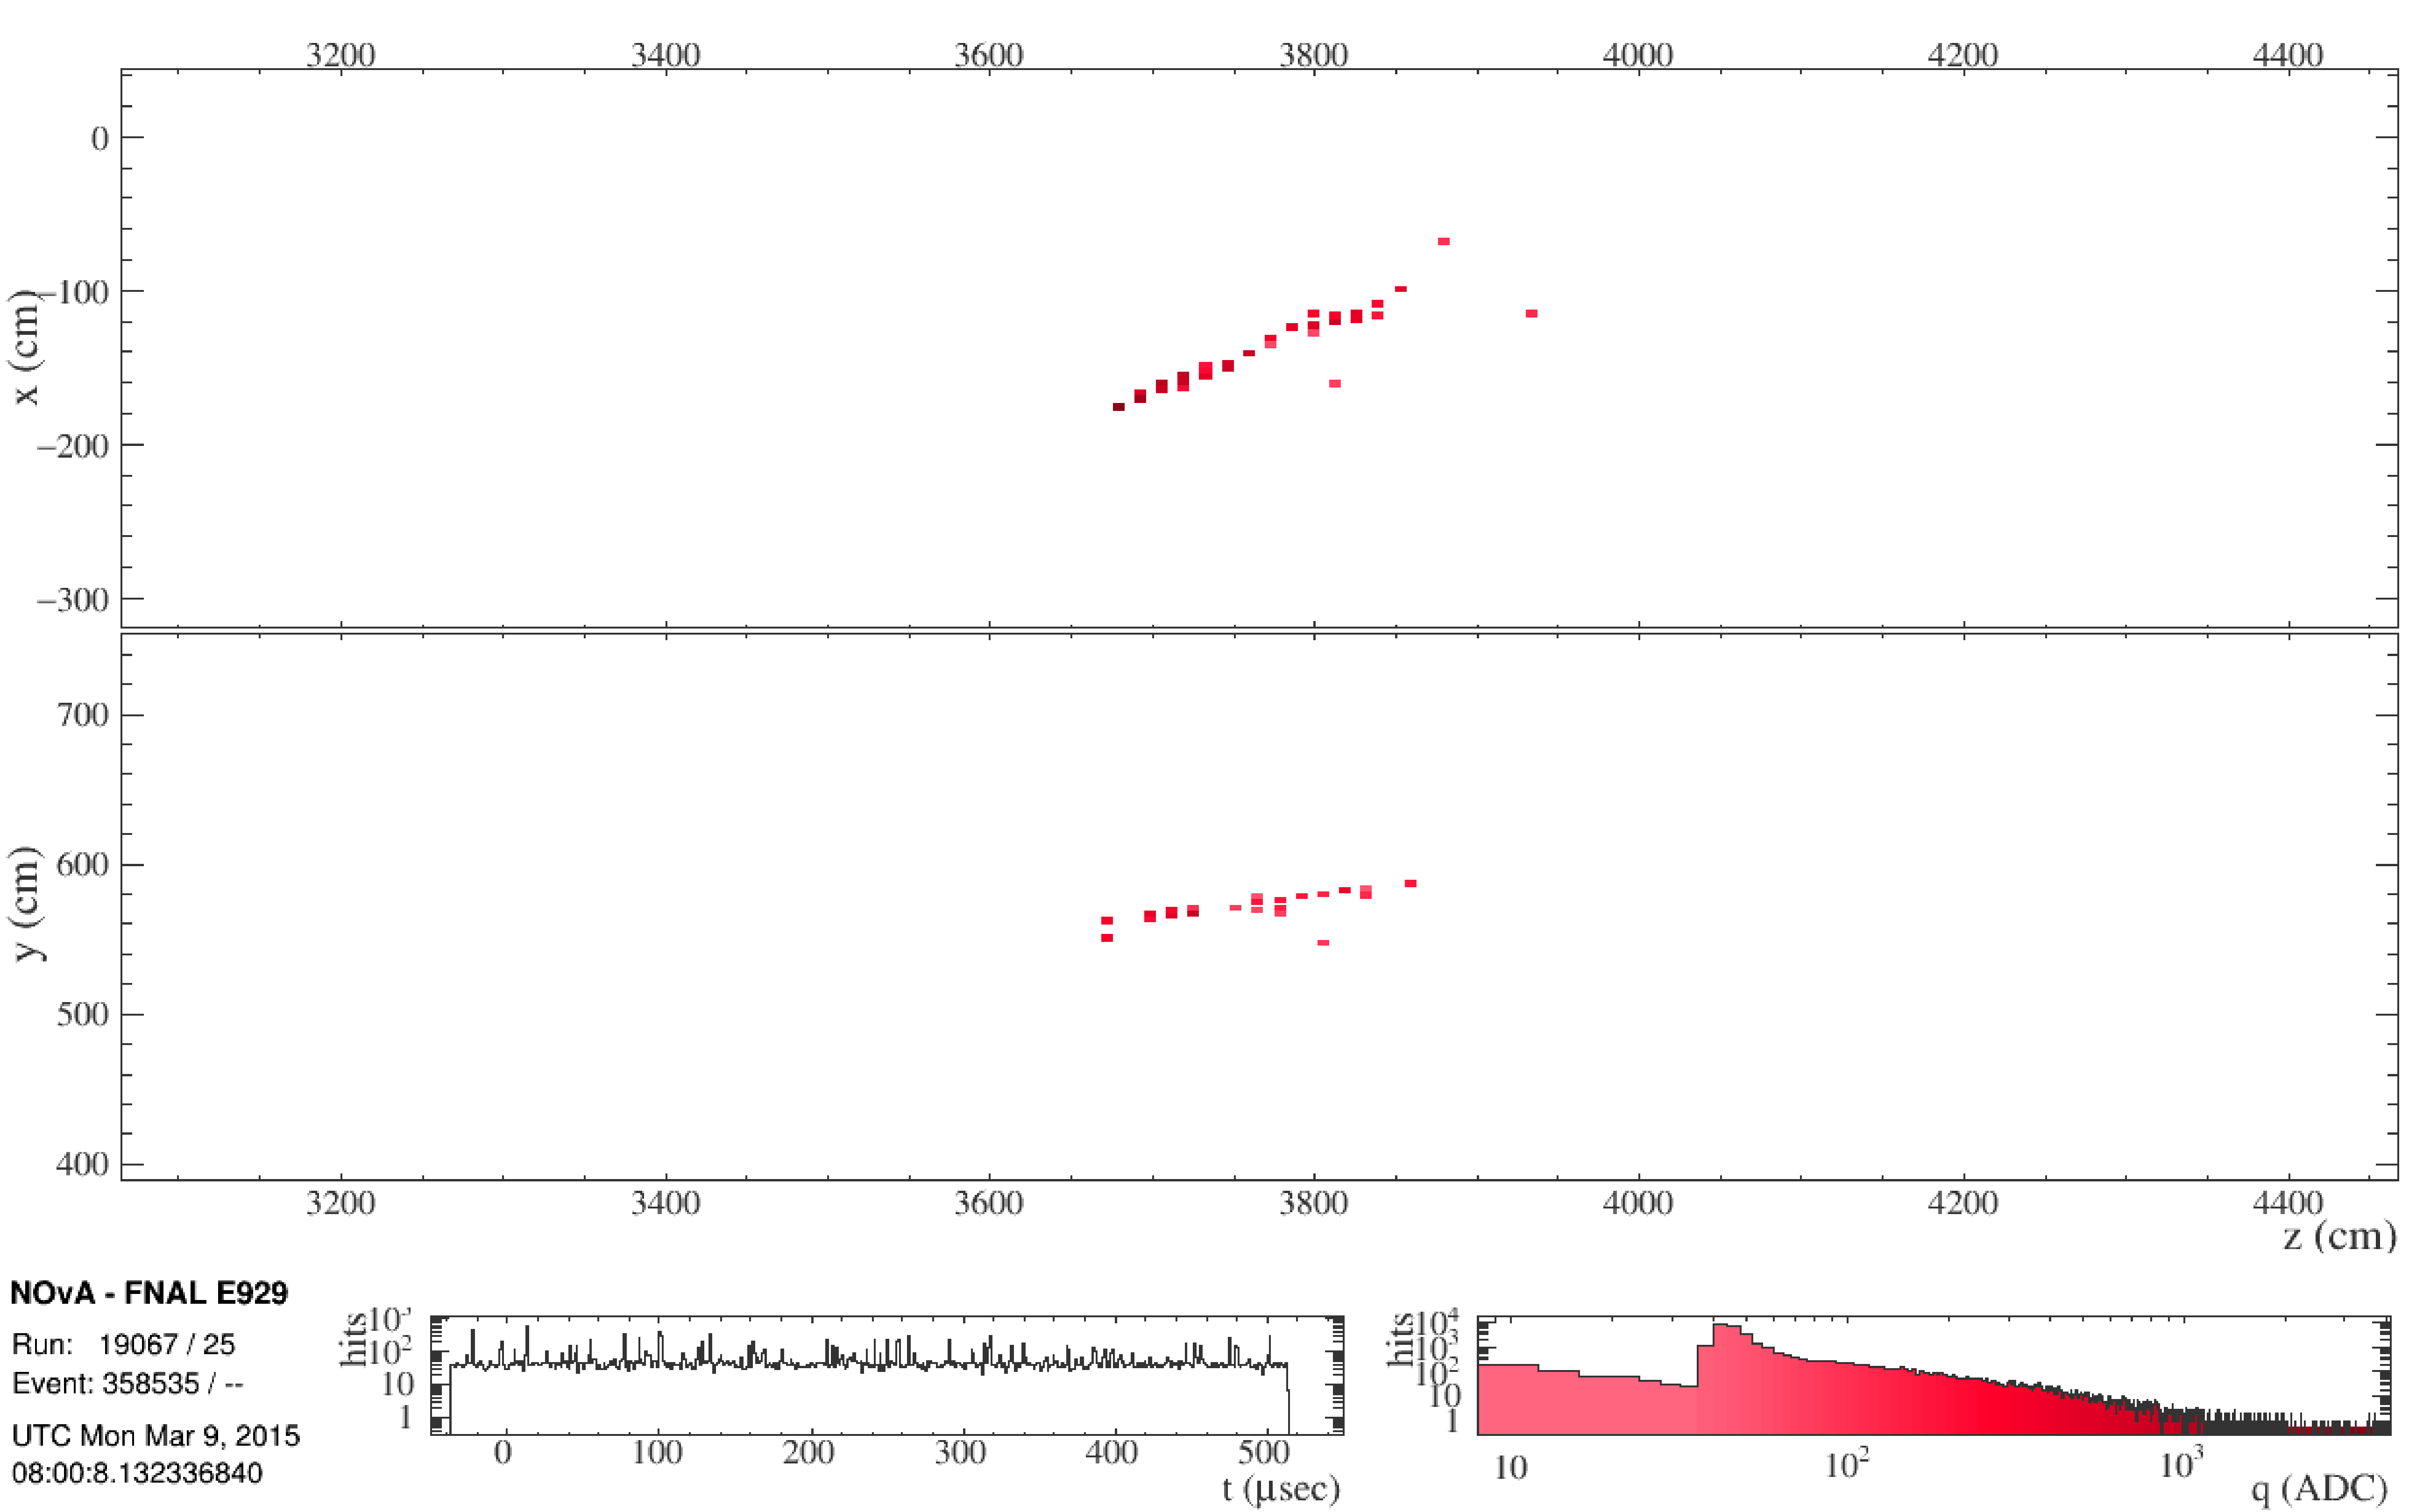 3200 3400 3600 3800 4000 4200 4400
0
−100
−200
−300
x (cm)
700
600
500
400
y (cm)
3200 3400 3600 3800 4000 4200 4400
z (cm)
NOvA - FNAL E929
Run: 19067 / 25
Event: 358535 / --
UTC Mon Mar 9, 2015
08:00:8.132336840
hits
10²
10
1
0 100 200 300 400 500
t (μsec)
hits
10⁴
10³
10²
10
1
10 10² 10³
q (ADC)